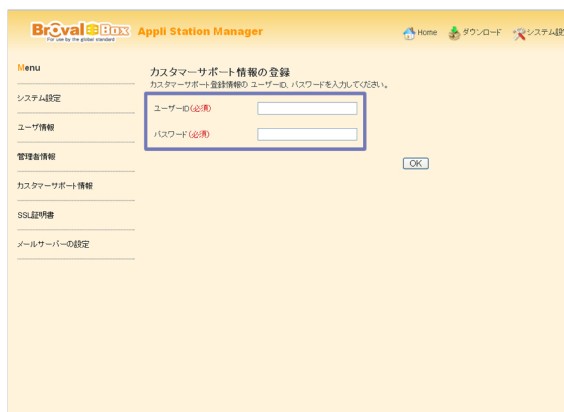 Broval Box Appli Station Manager
For use by the global standard
Home ダウンロード システム設
Menu
システム設定
ユーザ情報
管理者情報
カスタマーサポート情報
SSL証明書
メールサーバーの設定
カスタマーサポート情報の登録
カスタマーサポート登録情報の ユーザーID、パスワードを入力してください。
ユーザーID(必須)
パスワード(必須)
OK